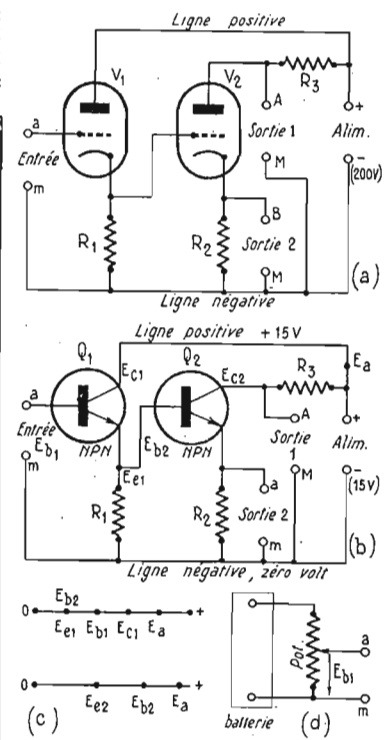 Ligne positive
V1 V2
R3
a
A +
Entrée Sortie 1 Alim.
m
M -
(200V)
B
R1 R2 Sortie 2
M
(a)
Ligne négative
Ligne positive + 15V
Q1 Q2 Ea
EC1 EC2 R3
a
A +
Entrée NPN NPN Sortie
1 Alim.
Eb1 Eb2
m Ee1 M -
(15V)
a
R1 R2 Sortie 2
m
(b)
Ligne négative, zéro volt
Eb2
0 +
Ee1 Eb1 EC1 Ea
0 +
Ee2 Eb2 Ea
(c)
Pot.
a
Eb1
m
batterie (d)